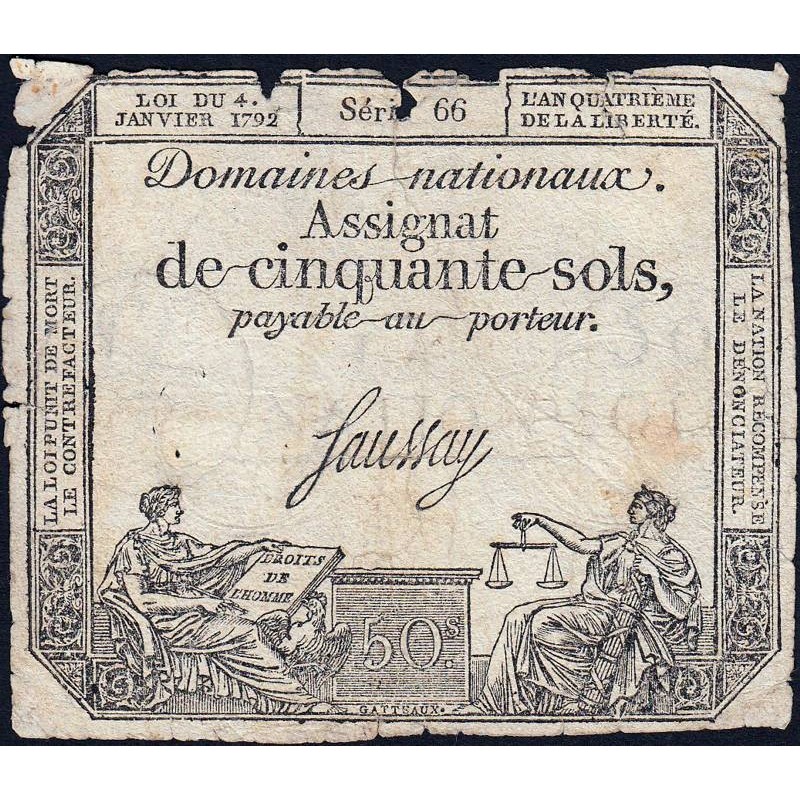 LOI DU 4.
JANVIER 1792
Série 66
L'AN QUATRIÈME
DE LA LIBERTÉ.
Domaines nationaux.
Assignat
de cinquante sols,
payable au porteur.
Saussay
LA LOI PUNIT DE MORT
LE CONTREFACTEUR.
LA NATION RÉCOMPENSE
LE DÉNONCIATEUR.
DROITS
DE
L'HOMME
50.s
GATTEAUX.